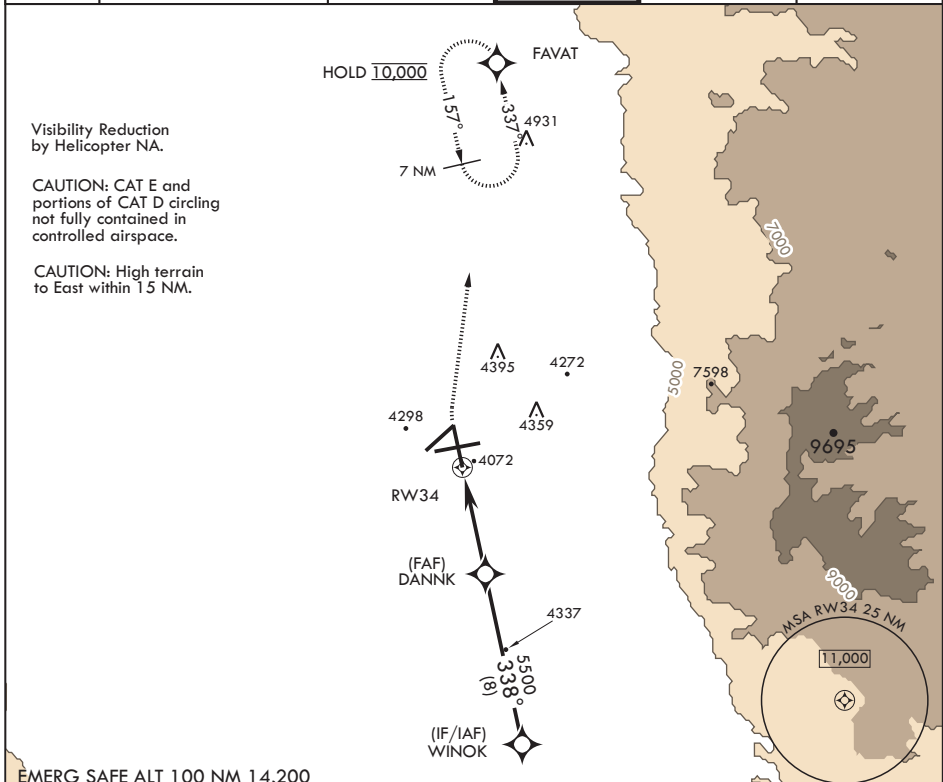 FAVAT
HOLD 10,000
157°
337°
4931
7 NM
Visibility Reduction
by Helicopter NA.
CAUTION: CAT E and
portions of CAT D circling
not fully contained in
controlled airspace.
CAUTION: High terrain
to East within 15 NM.
7000
4395
4272
5000
7598
4359
4298
9695
4072
RW34
(FAF)
DANNK
9000
4337
MSA RW34 25 NM
11,000
5500
338°
(8)
(IF/IAF)
WINOK
EMERG SAFE ALT 100 NM 14,200